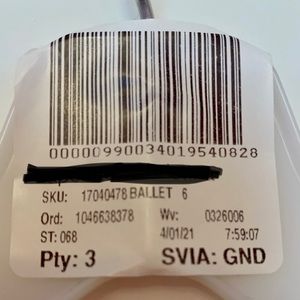 00000990034019540828
SKU: 17040478 BALLET 6
Ord: 1046638378 Wv: 0326006
ST: 068 4/01/21 7:59:07
Pty: 3 SVIA: GND